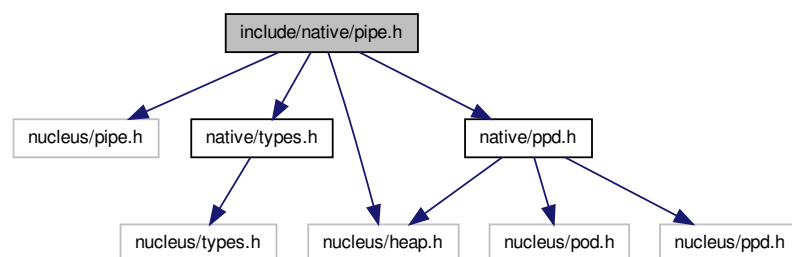 include/native/pipe.h
nucleus/pipe.h
native/types.h
native/ppd.h
nucleus/types.h
nucleus/heap.h
nucleus/pod.h
nucleus/ppd.h